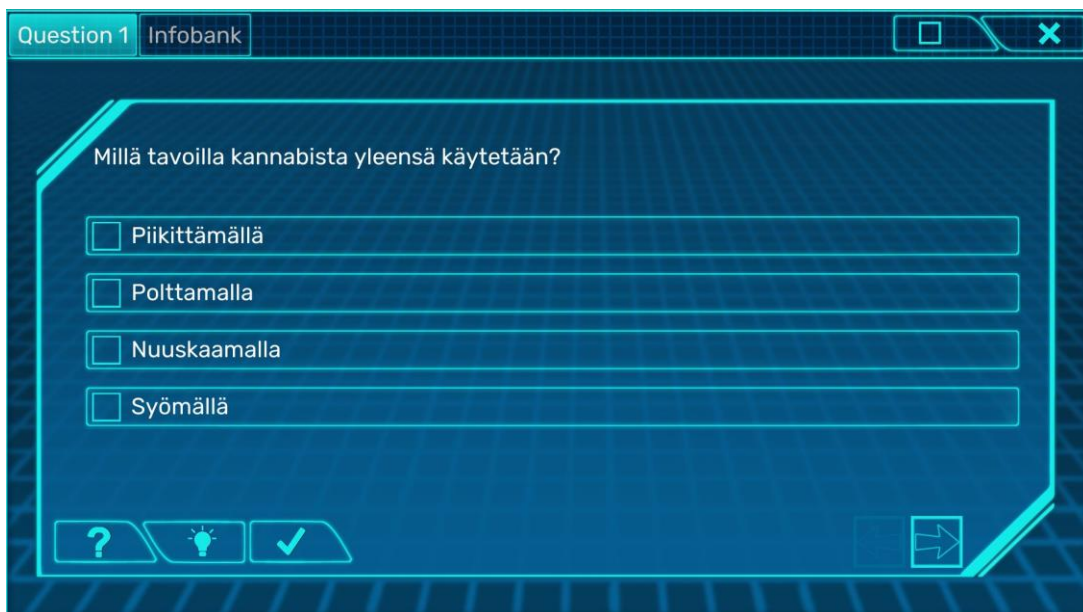 Question 1 Infobank
Millä tavoilla kannabista yleensä käytetään?
Piikittämällä
Polttamalla
Nuuskaamalla
Syömällä
?